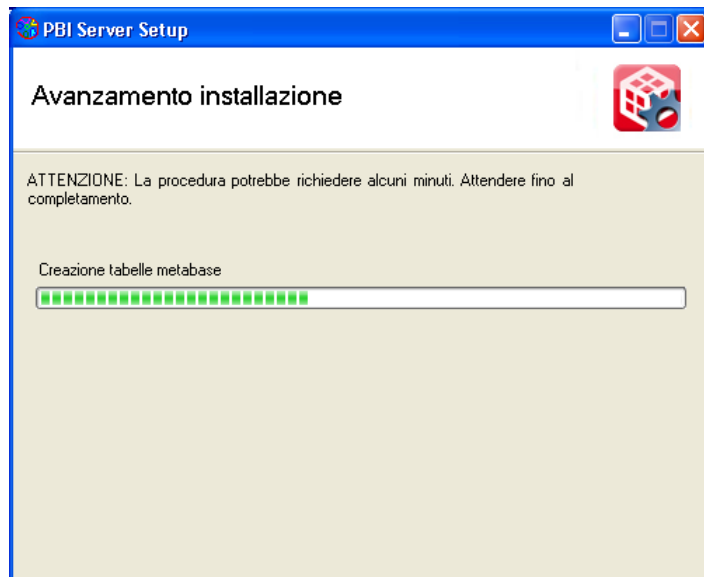 PBI Server Setup
Avanzamento installazione
ATTENZIONE: La procedura potrebbe richiedere alcuni minuti. Attendere fino al
completamento.
Creazione tabelle metabase